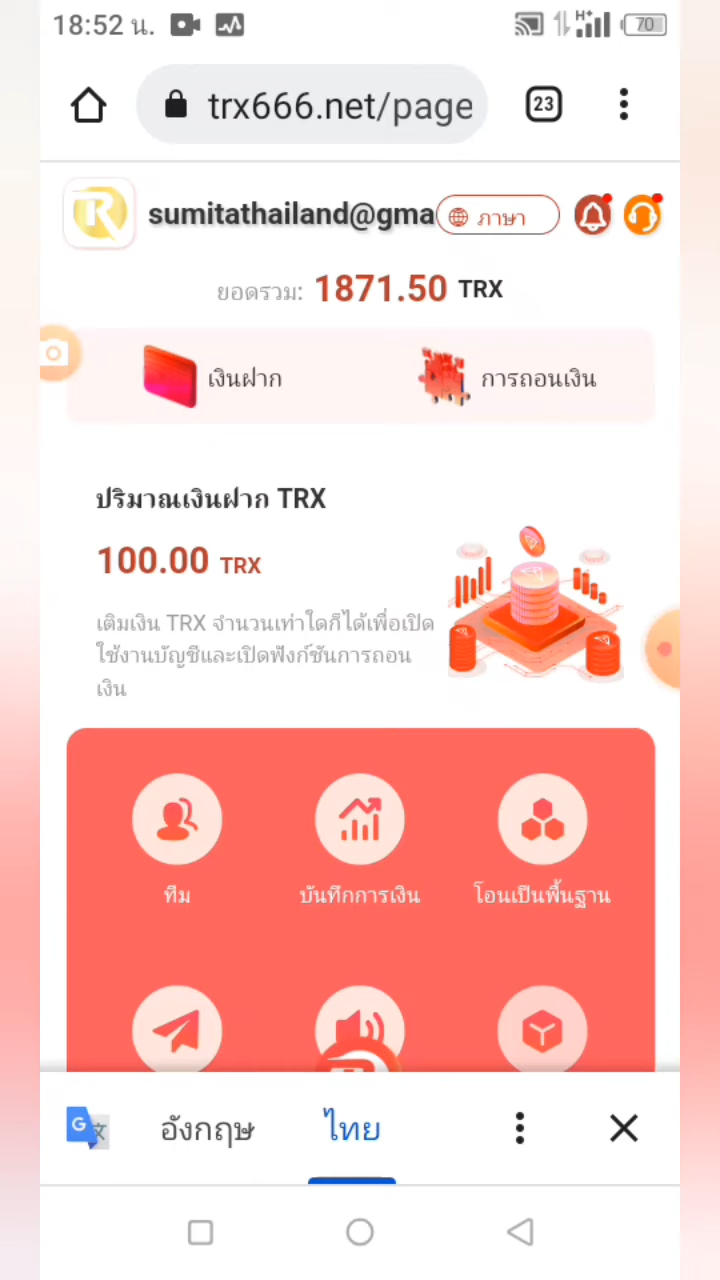 18:52 น.
70
trx666.net/page
23
sumitathailand@gma
ภาษา
ยอดรวม: 1871.50 TRX
เงินฝาก
การถอนเงิน
ปริมาณเงินฝาก TRX
100.00 TRX
เติมเงิน TRX จำนวนเท่าใดก็ได้เพื่อเปิด
ใช้งานบัญชีและเปิดฟังก์ชันการถอน
เงิน
ทีม
บันทึกการเงิน
โอนเป็นพื้นฐาน
อังกฤษ
ไทย